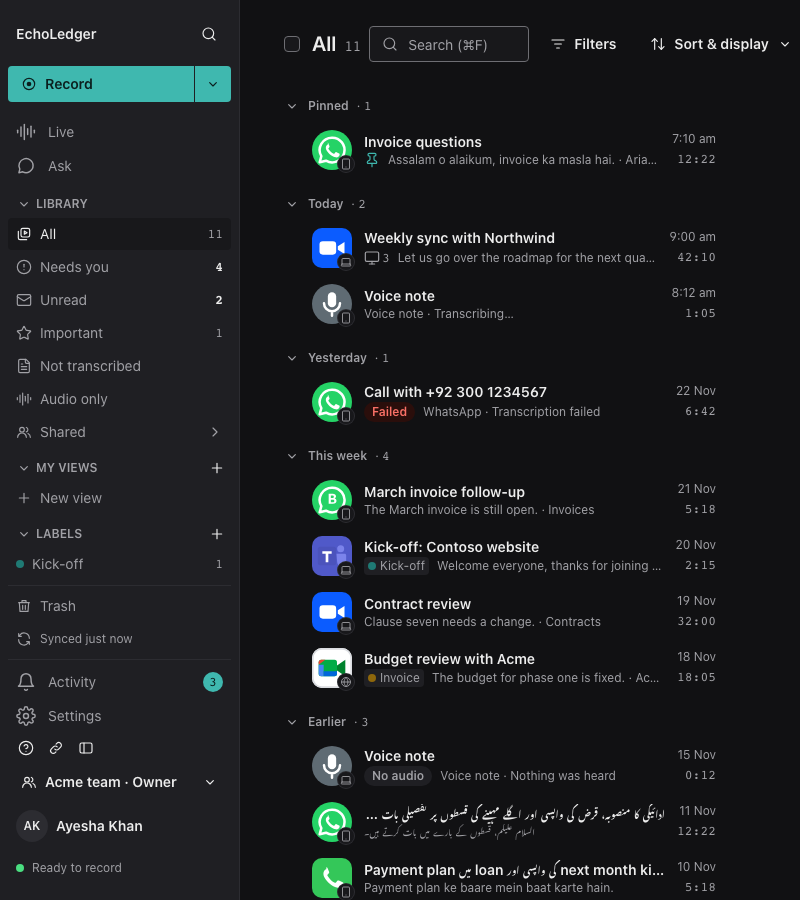 EchoLedger
Record
Live
Ask
LIBRARY
All 11
Needs you 4
Unread 2
Important 1
Not transcribed
Audio only
Shared
MY VIEWS
New view
LABELS
Kick-off 1
Trash
Synced just now
Activity 3
Settings
Acme team · Owner
AK Ayesha Khan
Ready to record
All 11 Search (⌘F) Filters Sort & display
Pinned · 1
Invoice questions 7:10 am
Assalam o alaikum, invoice ka masla hai. · Aria… 12:22
Today · 2
Weekly sync with Northwind 9:00 am
3 Let us go over the roadmap for the next qua… 42:10
Voice note 8:12 am
Voice note · Transcribing… 1:05
Yesterday · 1
Call with +92 300 1234567 22 Nov
Failed WhatsApp · Transcription failed 6:42
This week · 4
B
March invoice follow-up 21 Nov
The March invoice is still open. · Invoices 5:18
T
Kick-off: Contoso website 20 Nov
Kick-off Welcome everyone, thanks for joining … 2:15
Contract review 19 Nov
Clause seven needs a change. · Contracts 32:00
Budget review with Acme 18 Nov
Invoice The budget for phase one is fixed. · Ac… 18:05
Earlier · 3
Voice note 15 Nov
No audio Voice note · Nothing was heard 0:12
ادائیگی کا منصوبہ، قرض کی واپسی اور اگلے مہینے کی قسطوں پر تفصیلی بات … 11 Nov
السلام علیکم، قسطوں کے بارے میں بات کرتے ہیں۔ 12:22
Payment plan میں loan کی واپسی اور next month ki… 10 Nov
Payment plan ke baare mein baat karte hain. 5:18